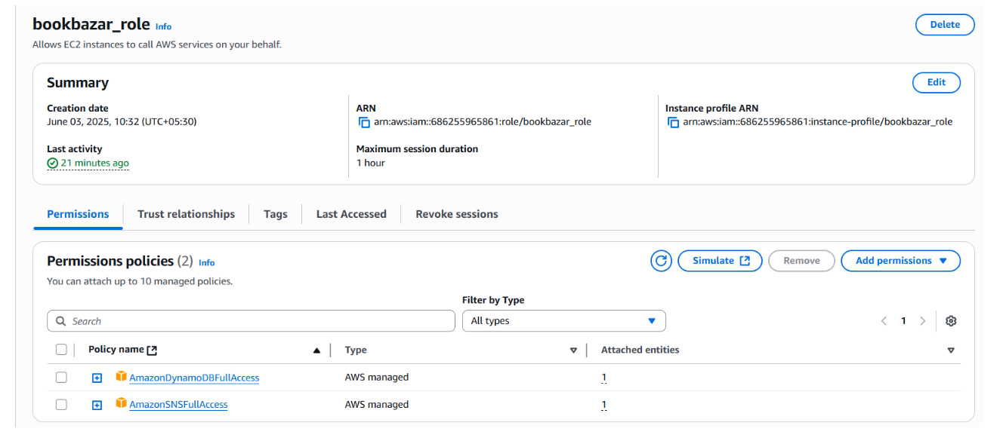 bookbazar_role Info
Delete
Allows EC2 instances to call AWS services on your behalf.
Summary
Edit
Creation date
June 03, 2025, 10:32 (UTC+05:30)
ARN
arn:aws:iam::686255965861:role/bookbazar_role
Instance profile ARN
arn:aws:iam::686255965861:instance-profile/bookbazar_role
Last activity
21 minutes ago
Maximum session duration
1 hour
Permissions Trust relationships Tags Last Accessed Revoke sessions
Permissions policies (2) Info
Simulate Remove Add permissions
You can attach up to 10 managed policies.
Filter by Type
Search
All types
1
Policy name Type Attached entities
AmazonDynamoDBFullAccess AWS managed 1
AmazonSNSFullAccess AWS managed 1